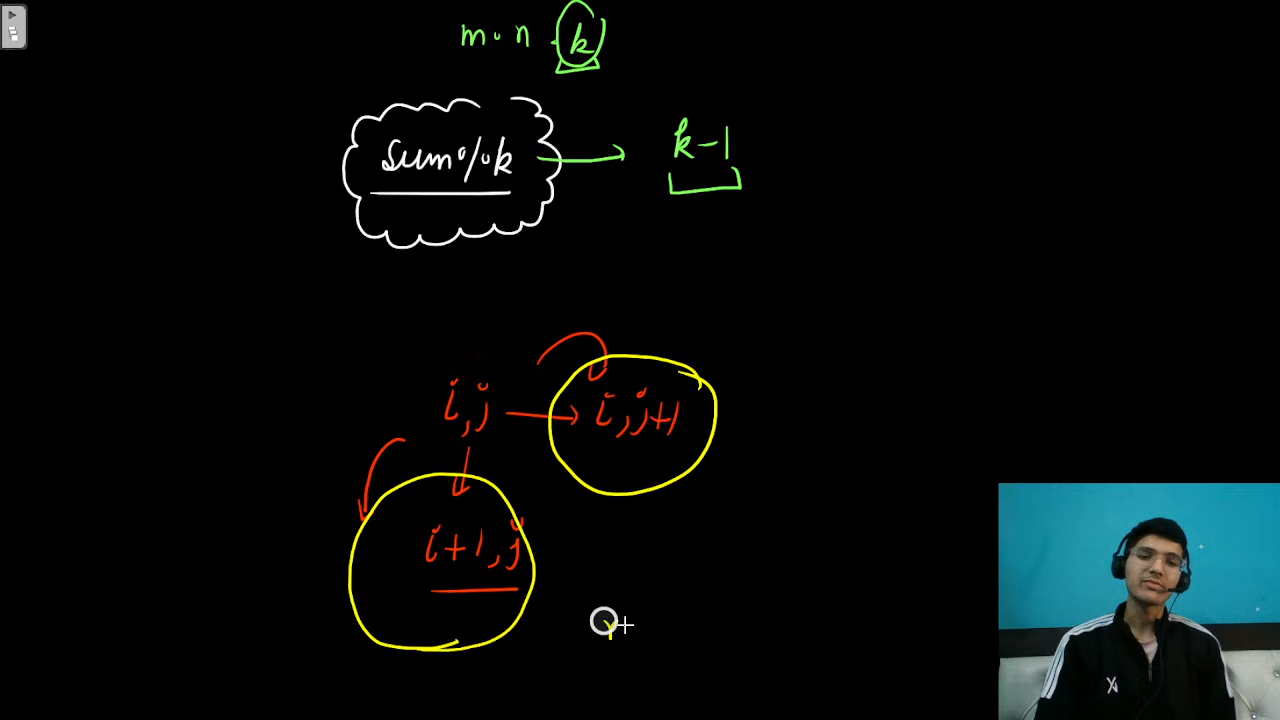 m.n.k
sum%k → k-1
i,j → i,j+1
i+1,j